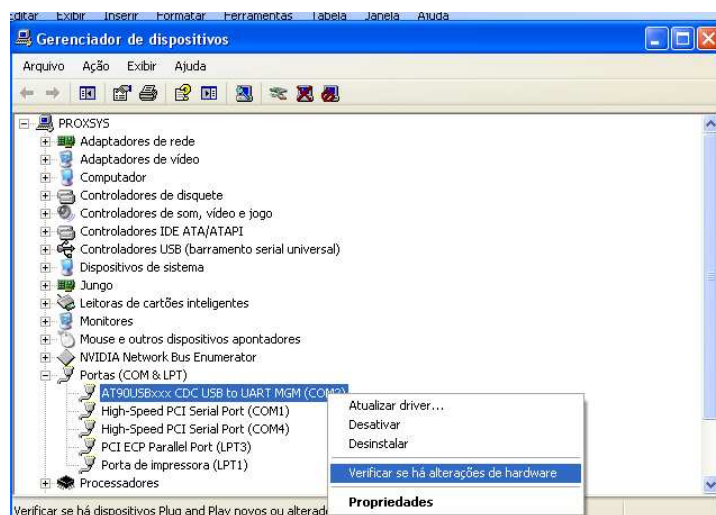 Editar Exibir Inserir Formatar Ferramentas Tabela Janela Ajuda
Gerenciador de dispositivos
Arquivo Ação Exibir Ajuda
PROXSYS
Adaptadores de rede
Adaptadores de vídeo
Computador
Controladores de disquete
Controladores de som, vídeo e jogo
Controladores IDE ATA/ATAPI
Controladores USB (barramento serial universal)
Dispositivos de sistema
Jungo
Leitoras de cartões inteligentes
Monitores
Mouse e outros dispositivos apontadores
NVIDIA Network Bus Enumerator
Portas (COM & LPT)
AT90USBxxx CDC USB to UART MGM
High-Speed PCI Serial Port (COM1)
High-Speed PCI Serial Port (COM4)
PCI ECP Parallel Port (LPT3)
Porta de impressora (LPT1)
Processadores
Atualizar driver...
Desativar
Desinstalar
Verificar se há alterações de hardware
Propriedades
Verificar se há dispositivos Plug and Play novos ou alterad